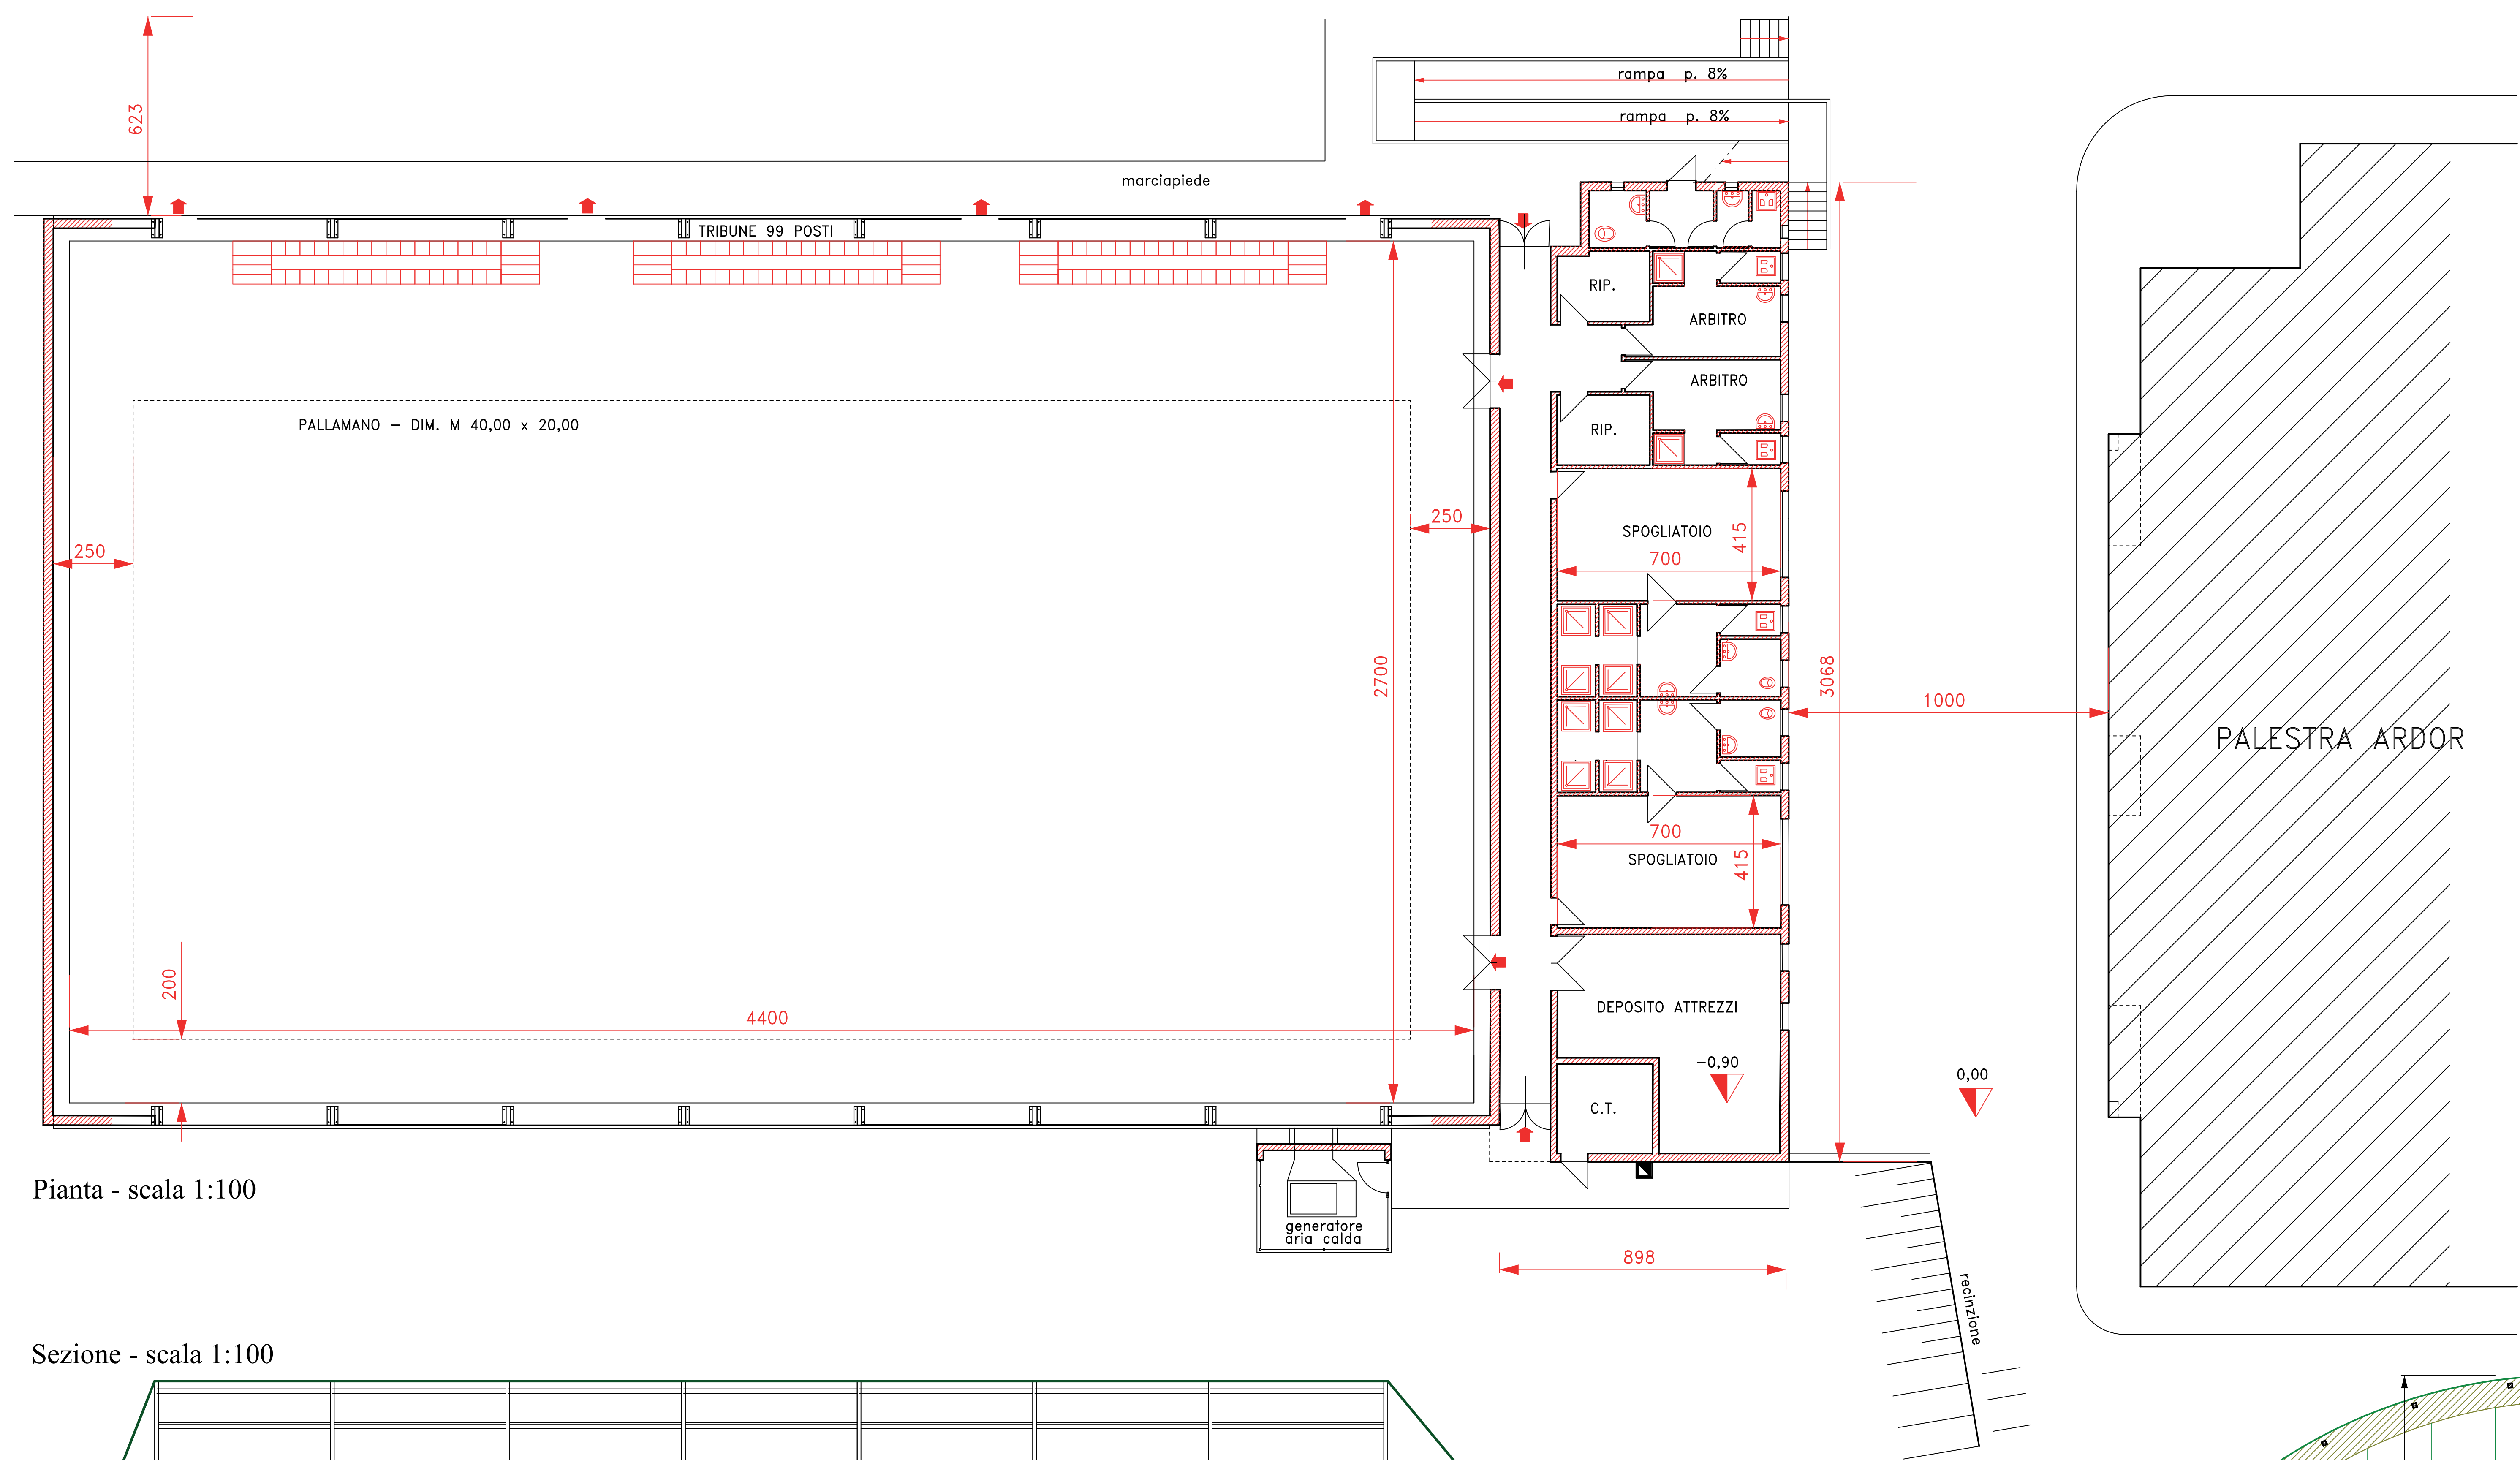 rampa p. 8%
623
rampa p. 8%
marciapiede
TRIBUNE 99 POSTI
RIP.
ARBITRO
ARBITRO
PALLAMANO - DIM. M 40,00 x 20,00
RIP.
250
415
SPOGLIATOIO
250
700
2700
3068
1000
PALESTRA ARDOR
700
SPOGLIATOIO
415
200
DEPOSITO ATTREZZI
4400
-0,90
0,00
C.T.
Pianta - scala 1:100
generatore
aria calda
898
recinzione
Sezione - scala 1:100